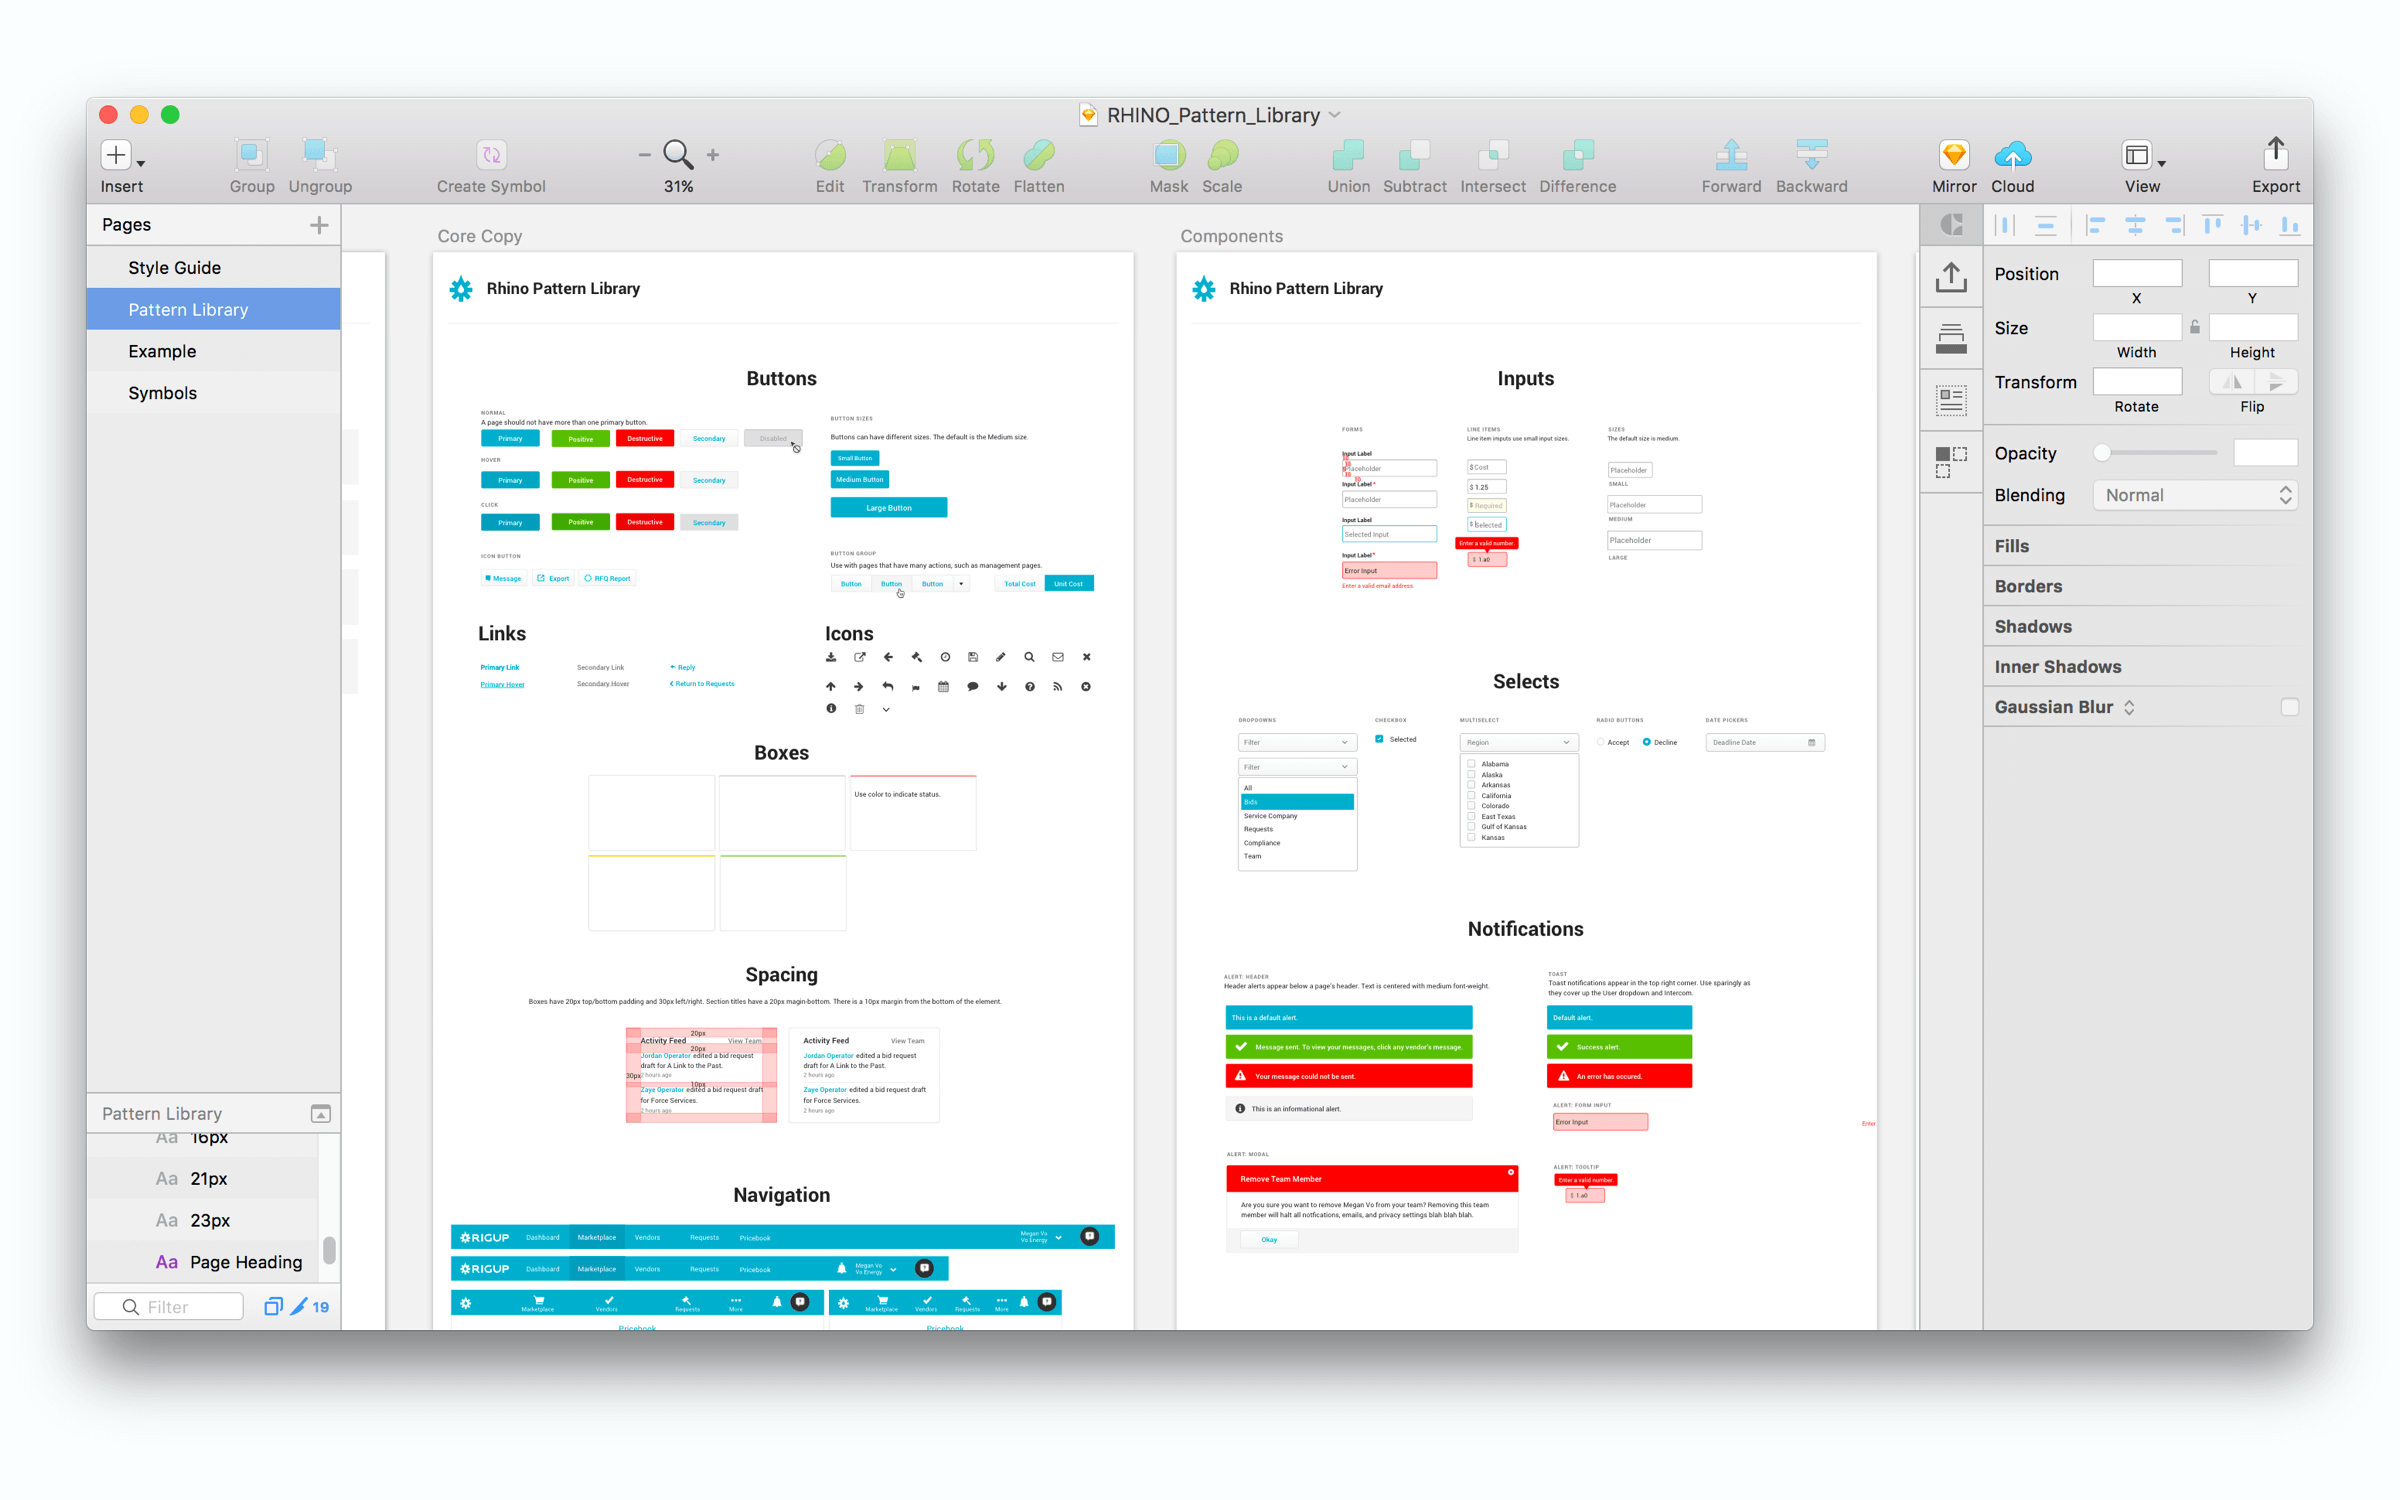 RHINO_Pattern_Library
Insert
Group
Ungroup
Create Symbol
31%
Edit
Transform
Rotate
Flatten
Mask
Scale
Union
Subtract
Intersect
Difference
Forward
Backward
Mirror
Cloud
View
Export
Pages
Style Guide
Pattern Library
Example
Symbols
Pattern Library
Aa 16px
Aa 21px
Aa 23px
Aa Page Heading
Filter
19
Core Copy
Rhino Pattern Library
Buttons
NORMAL
A page should not have more than one primary button.
Primary Positive Destructive Secondary Disabled
HOVER
Primary Positive Destructive Secondary
CLICK
Primary Positive Destructive Secondary
ICON BUTTON
Message Export RFQ Report
BUTTON SIZES
Buttons can have different sizes. The default is the Medium size.
Small Button
Medium Button
Large Button
BUTTON GROUP
Use with pages that have many actions, such as management pages.
Button Button Button Total Cost Unit Cost
Links
Primary Link Secondary Link Reply
Primary Hover Secondary Hover Return to Requests
Icons
Boxes
Use color to indicate status.
Spacing
Boxes have 20px top/bottom padding and 30px left/right. Section titles have a 20px margin-bottom. There is a 10px margin from the bottom of the element.
20px
Activity Feed View Team
20px
Jordan Operator edited a bid request
draft for A Link to the Past.
30px 2 hours ago
10px
Zaye Operator edited a bid request draft
for Force Services.
2 hours ago
Activity Feed View Team
Jordan Operator edited a bid request
draft for A Link to the Past.
2 hours ago
Zaye Operator edited a bid request draft
for Force Services.
2 hours ago
Navigation
RIGUP Dashboard Marketplace Vendors Requests Pricebook Megan Vo
Vo Energy
RIGUP Dashboard Marketplace Vendors Requests Pricebook Megan Vo
Vo Energy
Marketplace Vendors Requests More
Marketplace Vendors Requests More
Pricebook
Pricebook
Components
Rhino Pattern Library
Inputs
FORMS
Input Label
10
10
Placeholder
10
10
Input Label *
Placeholder
Input Label
Selected Input
Input Label *
Error Input
Enter a valid email address.
LINE ITEMS
Line item imputs use small input sizes.
$ Cost
$ 1.25
$ Required
$ Selected
Enter a valid number.
$ 1.a0
SIZES
The default size is medium.
Placeholder
SMALL
Placeholder
MEDIUM
Placeholder
LARGE
Selects
DROPDOWNS
Filter
Filter
All
Bids
Service Company
Requests
Compliance
Team
CHECKBOX
Selected
MULTISELECT
Region
Alabama
Alaska
Arkansas
California
Colorado
East Texas
Gulf of Kansas
Kansas
RADIO BUTTONS
Accept Decline
DATE PICKERS
Deadline Date
Notifications
ALERT: HEADER
Header alerts appear below a page's header. Text is centered with medium font-weight.
This is a default alert.
Message sent. To view your messages, click any vendor's message.
Your message could not be sent.
This is an informational alert.
TOAST
Toast notifications appear in the top right corner. Use sparingly as
they cover up the User dropdown and Intercom.
Default alert.
Success alert.
An error has occured.
ALERT: FORM INPUT
Error Input
Enter
ALERT: MODAL
Remove Team Member
Are you sure you want to remove Megan Vo from your team? Removing this team
member will halt all notfications, emails, and privacy settings blah blah blah.
Okay
ALERT: TOOLTIP
Enter a valid number.
$ 1.a0
Position
X
Y
Size
Width
Height
Transform
Rotate
Flip
Opacity
Blending
Normal
Fills
Borders
Shadows
Inner Shadows
Gaussian Blur